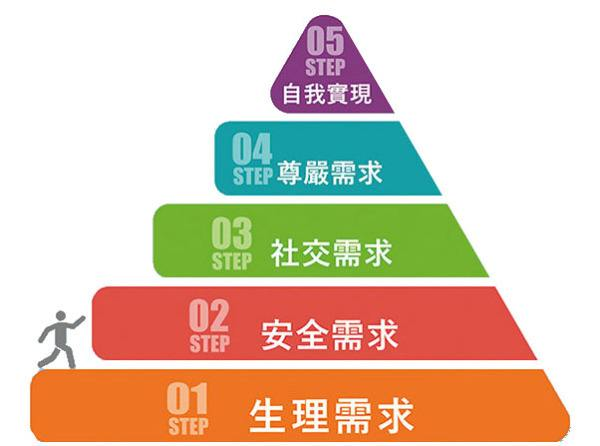 05
STEP
自我實現
04
STEP
尊嚴需求
03
STEP
社交需求
02
STEP
安全需求
01
STEP
生理需求